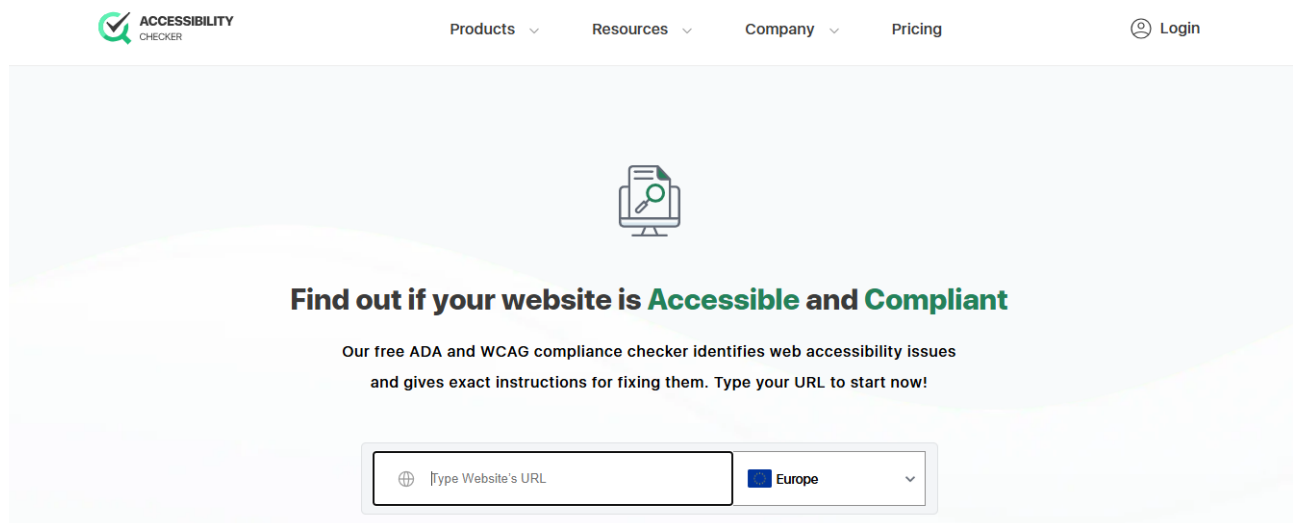 ACCESSIBILITY
CHECKER
Products
Resources
Company
Pricing
Login
Find out if your website is Accessible and Compliant
Our free ADA and WCAG compliance checker identifies web accessibility issues
and gives exact instructions for fixing them. Type your URL to start now!
Type Website's URL
Europe